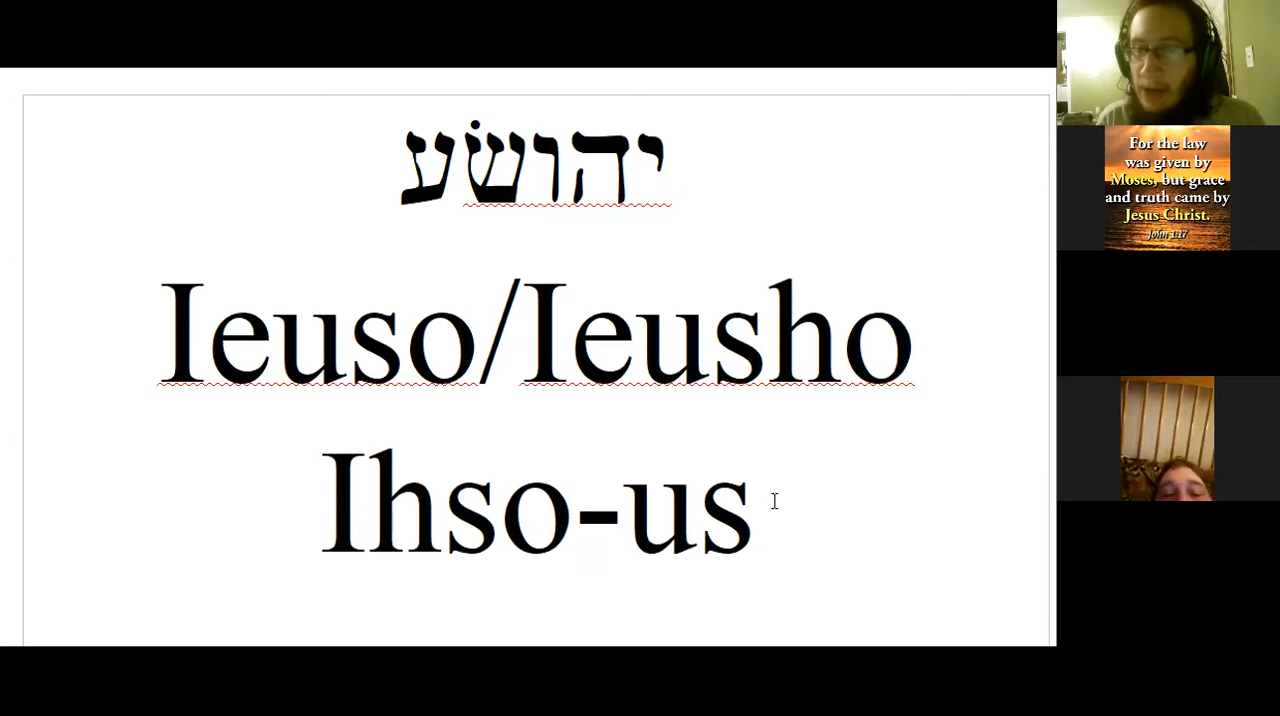 יהושׂע
Ieuso/Ieusho
Ihso-us
For the law
was given by
Moses, but grace
and truth came by
Jesus Christ.
John 1:17